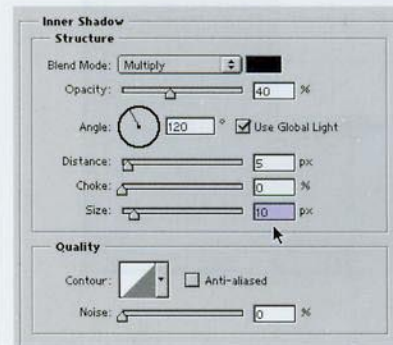 Inner Shadow
Structure
Blend Mode: Multiply
Opacity: 40 %
Angle: 120 ° Use Global Light
Distance: 5 px
Choke: 0 %
Size: 10 px
Quality
Contour: Anti-aliased
Noise: 0 %